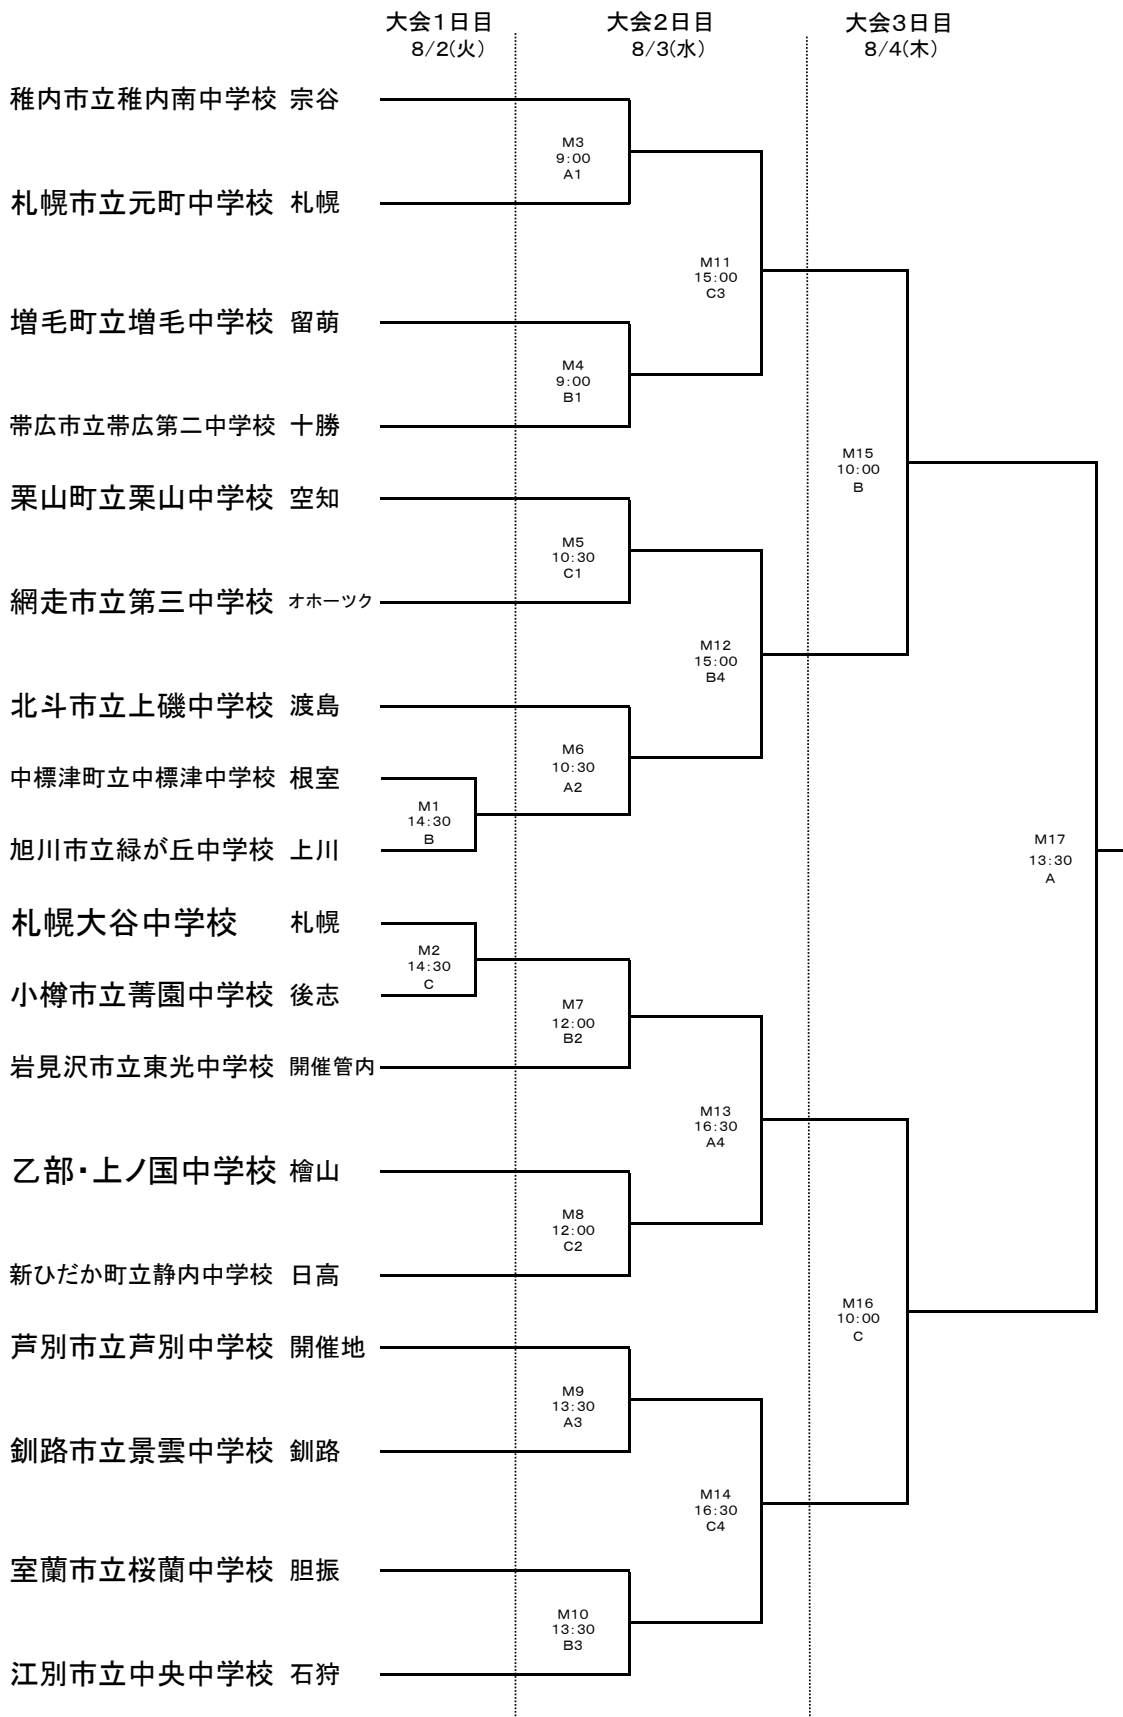 大会1日目 大会2日目 大会3日目
8/2(火) 8/3(水) 8/4(木)
稚内市立稚内南中学校 宗谷
M3
9:00
A1
札幌市立元町中学校 札幌
M11
15:00
C3
増毛町立増毛中学校 留萌
M4
9:00
B1
帯広市立帯広第二中学校 十勝
M15
10:00
B
栗山町立栗山中学校 空知
M5
10:30
C1
網走市立第三中学校 オホーツク
M12
15:00
B4
北斗市立上磯中学校 渡島
M6
10:30
A2
中標津町立中標津中学校 根室
M1
14:30
B
旭川市立緑が丘中学校 上川
M17
13:30
A
札幌大谷中学校 札幌
M2
14:30
C
小樽市立菁園中学校 後志
M7
12:00
B2
岩見沢市立東光中学校 開催管内
M13
16:30
A4
乙部・上ノ国中学校 檜山
M8
12:00
C2
新ひだか町立静内中学校 日高
M16
10:00
C
芦別市立芦別中学校 開催地
M9
13:30
A3
釧路市立景雲中学校 釧路
M14
16:30
C4
室蘭市立桜蘭中学校 胆振
M10
13:30
B3
江別市立中央中学校 石狩